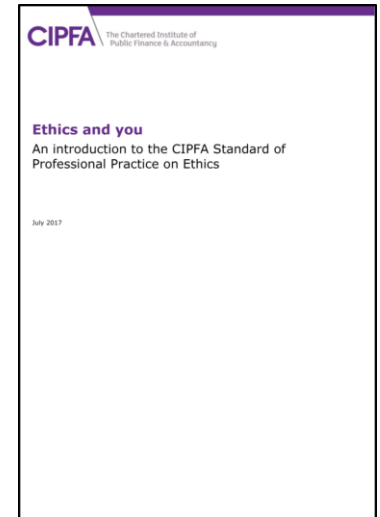 CIPFA
The Chartered Institute of
Public Finance & Accountancy
Ethics and you
An introduction to the CIPFA Standard of
Professional Practice on Ethics
July 2017